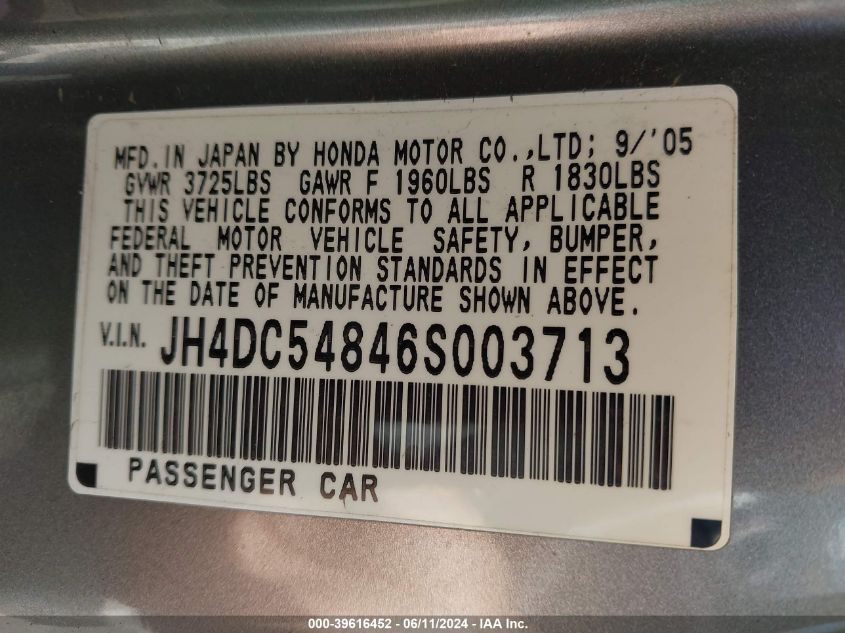 MFD. IN JAPAN BY HONDA MOTOR CO.,LTD; 9/'05
GVWR 3725LBS GAWR F 1960LBS R 1830LBS
THIS VEHICLE CONFORMS TO ALL APPLICABLE
FEDERAL MOTOR VEHICLE SAFETY, BUMPER,
AND THEFT PREVENTION STANDARDS IN EFFECT
ON THE DATE OF MANUFACTURE SHOWN ABOVE.
V.I.N. JH4DC54846S003713
PASSENGER CAR
000-39616452 - 06/11/2024 - IAA Inc.